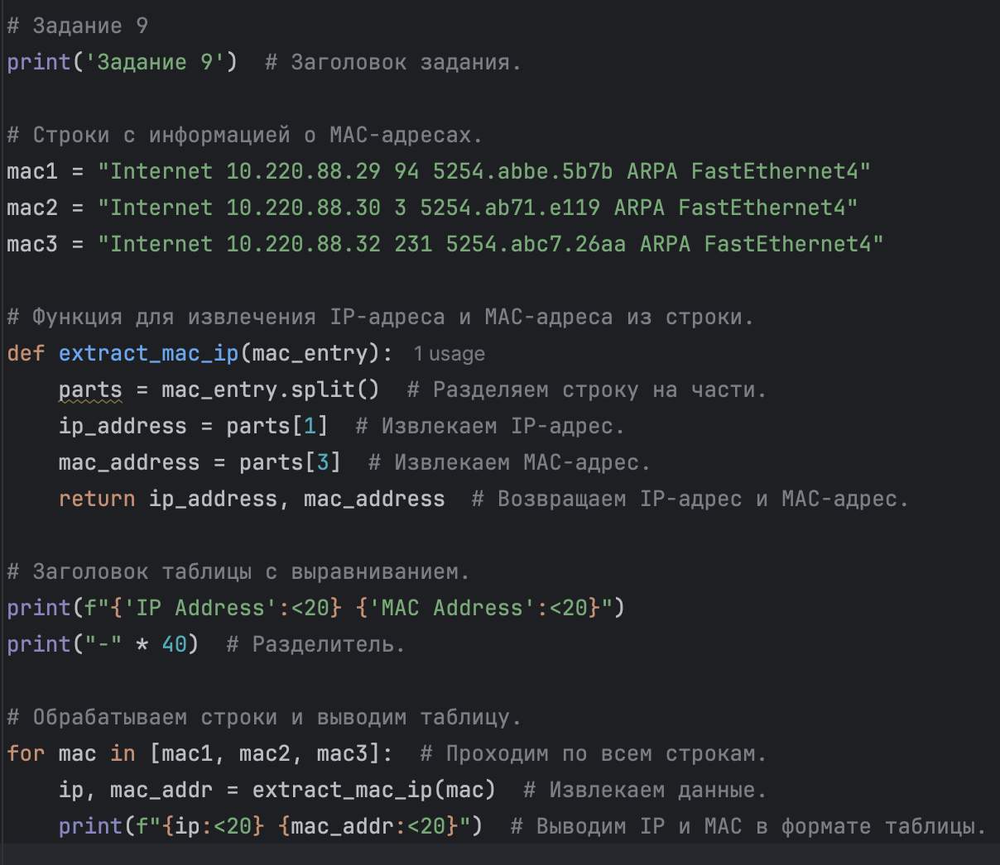 # Задание 9
print('Задание 9')  # Заголовок задания.
# Строки с информацией о MAC-адресах.
mac1 = "Internet 10.220.88.29 94 5254.abbe.5b7b ARPA FastEthernet4"
mac2 = "Internet 10.220.88.30 3 5254.ab71.e119 ARPA FastEthernet4"
mac3 = "Internet 10.220.88.32 231 5254.abc7.26aa ARPA FastEthernet4"
# Функция для извлечения IP-адреса и MAC-адреса из строки.
def extract_mac_ip(mac_entry):  1 usage
    parts = mac_entry.split()  # Разделяем строку на части.
    ip_address = parts[1]  # Извлекаем IP-адрес.
    mac_address = parts[3]  # Извлекаем MAC-адрес.
    return ip_address, mac_address  # Возвращаем IP-адрес и MAC-адрес.
# Заголовок таблицы с выравниванием.
print(f"{'IP Address':<20} {'MAC Address':<20}")
print("-" * 40)  # Разделитель.
# Обрабатываем строки и выводим таблицу.
for mac in [mac1, mac2, mac3]:  # Проходим по всем строкам.
    ip, mac_addr = extract_mac_ip(mac)  # Извлекаем данные.
    print(f"{ip:<20} {mac_addr:<20}")  # Выводим IP и MAC в формате таблицы.